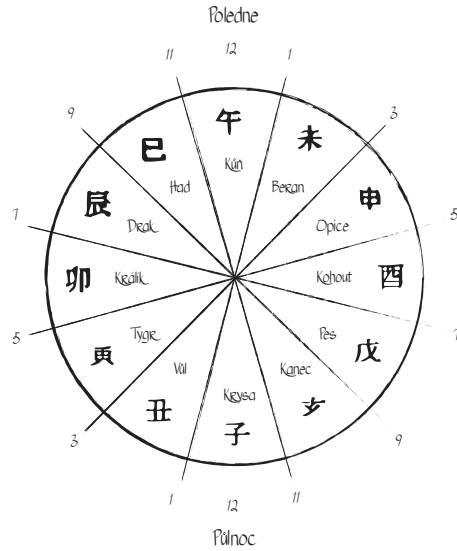 Poledne
12
11
1
9
3
午
未
巳
Kůň
申
Had
Beran
辰
Drak
Opice
7
5
卯
Králík
Kohout
酉
5
Tygr
Pes
寅
戊
Vůl
Kanec
丑
Krysa
亥
子
3
9
1
12
11
Půlnoc